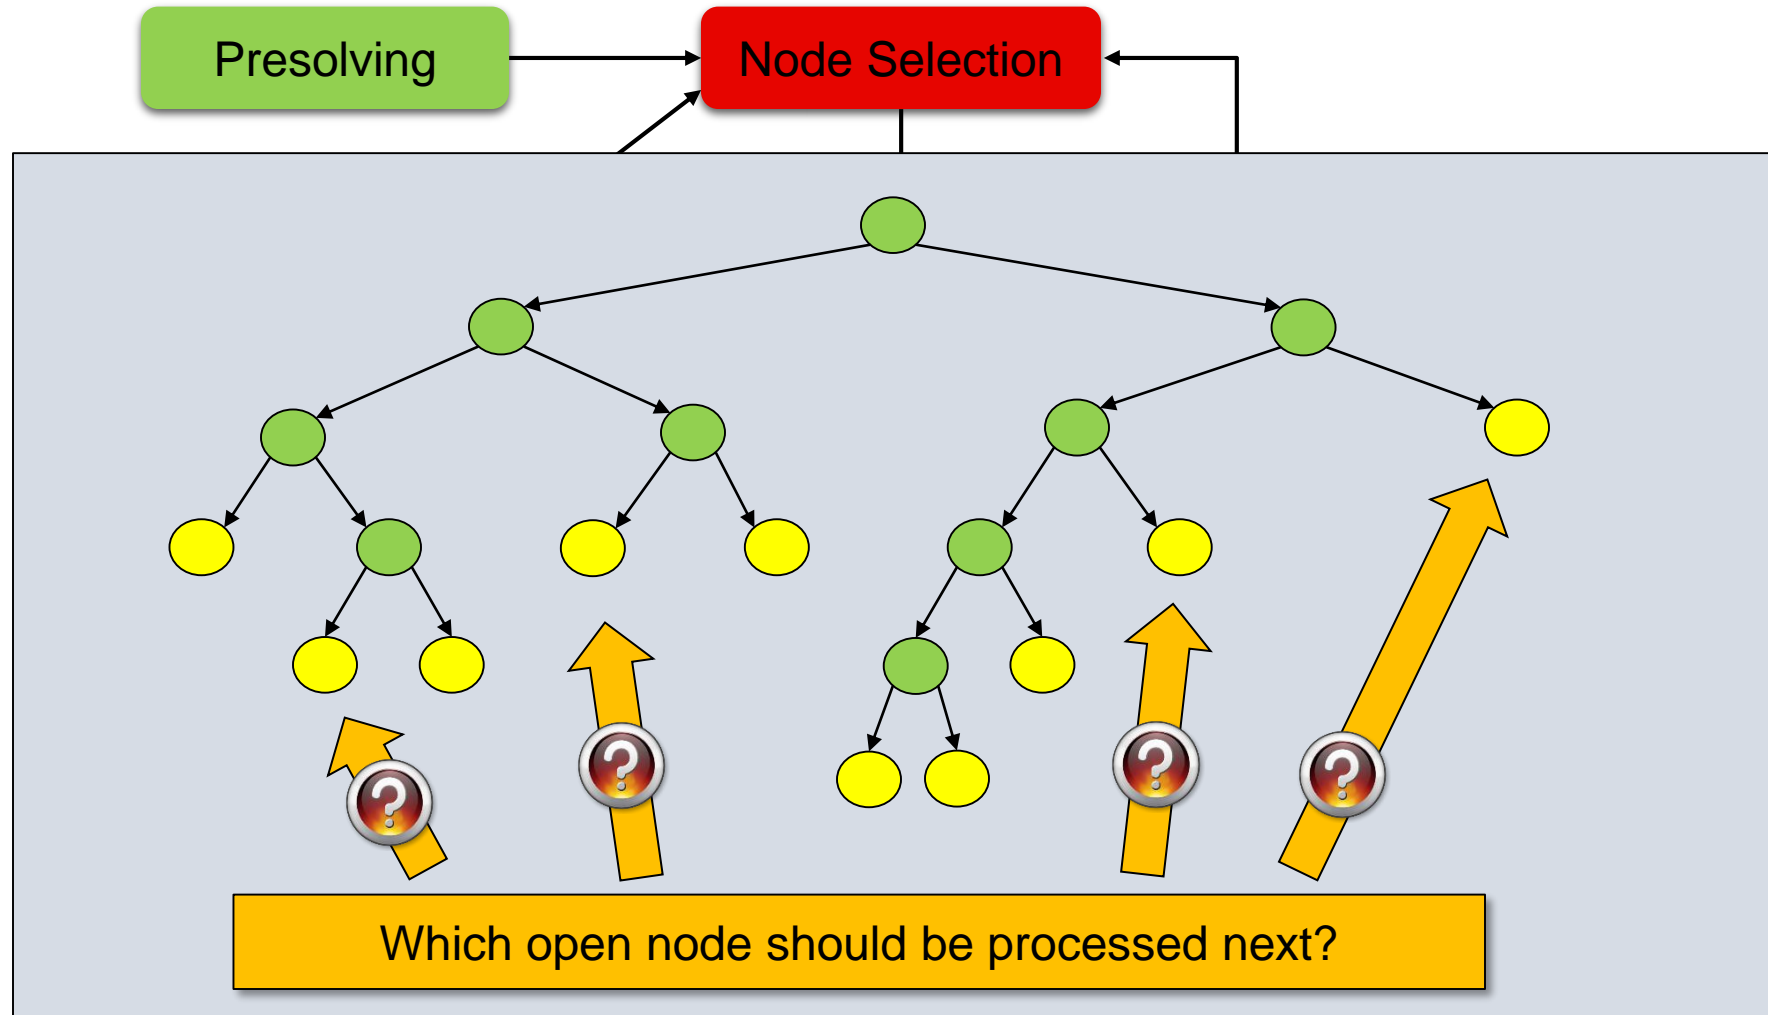 Presolving
Node Selection
?
?
?
?
Which open node should be processed next?